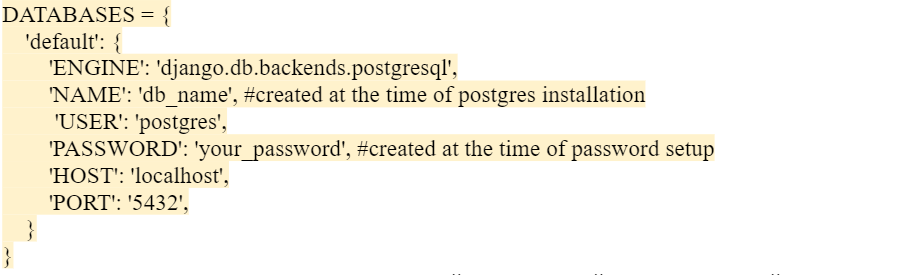 DATABASES = {
'default': {
'ENGINE': 'django.db.backends.postgresql',
'NAME': 'db_name', #created at the time of postgres installation
'USER': 'postgres',
'PASSWORD': 'your_password', #created at the time of password setup
'HOST': 'localhost',
'PORT': '5432',
}
}